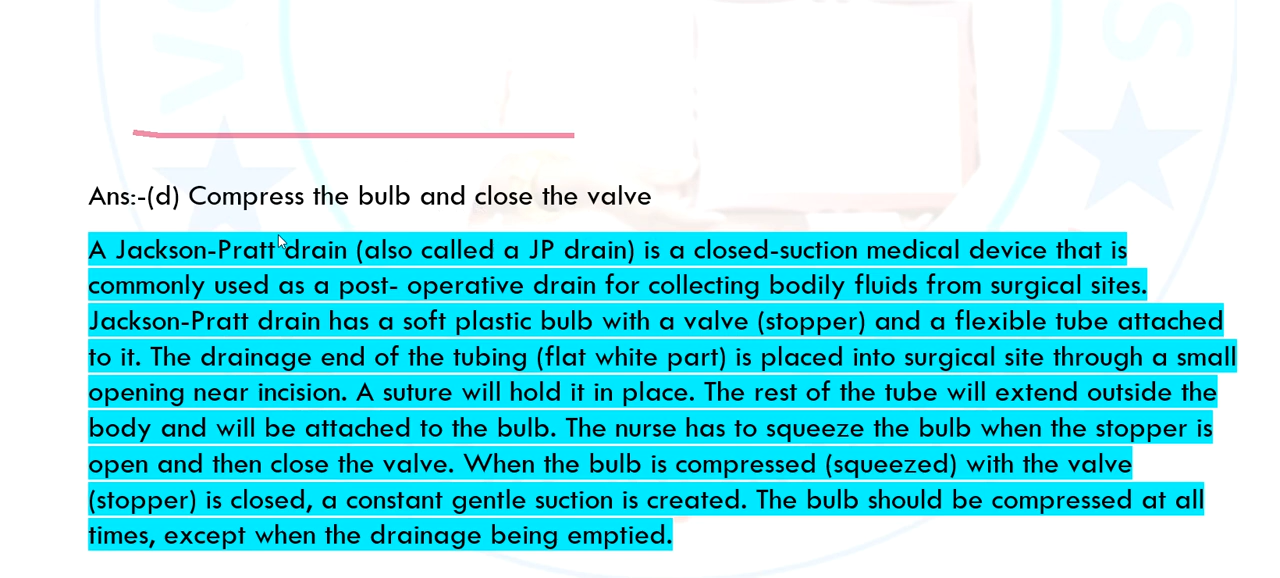 Ans:-(d) Compress the bulb and close the valve
A Jackson-Pratt drain (also called a JP drain) is a closed-suction medical device that is
commonly used as a post- operative drain for collecting bodily fluids from surgical sites.
Jackson-Pratt drain has a soft plastic bulb with a valve (stopper) and a flexible tube attached
to it. The drainage end of the tubing (flat white part) is placed into surgical site through a small
opening near incision. A suture will hold it in place. The rest of the tube will extend outside the
body and will be attached to the bulb. The nurse has to squeeze the bulb when the stopper is
open and then close the valve. When the bulb is compressed (squeezed) with the valve
(stopper) is closed, a constant gentle suction is created. The bulb should be compressed at all
times, except when the drainage being emptied.